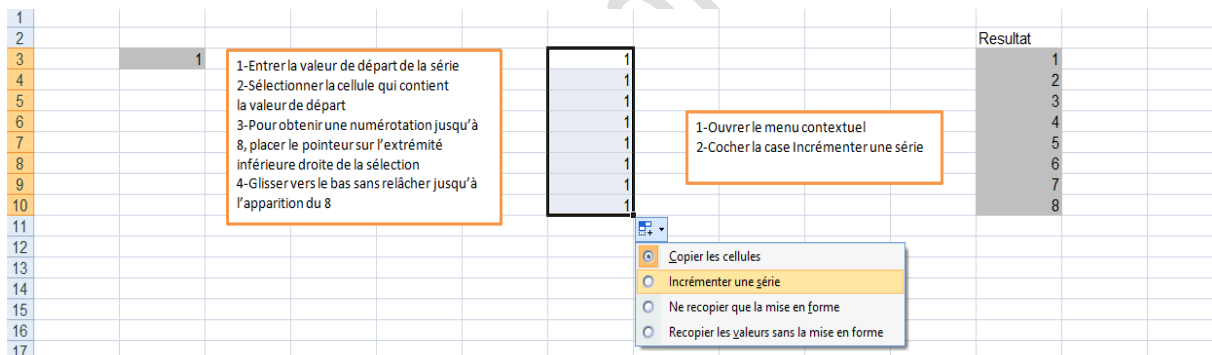 1
2
Resultat
3
1
1
1
4
1
2
5
1
3
6
1
4
7
1
5
8
1
6
9
1
7
10
1
8
1-Entrer la valeur de départ de la série
2-Sélectionner la cellule qui contient
la valeur de départ
3-Pour obtenir une numérotation jusqu’à
8, placer le pointeur sur l’extrémité
inférieure droite de la sélection
4-Glisser vers le bas sans relâcher jusqu’à
l’apparition du 8
1-Ouvrer le menu contextuel
2-Cocher la case Incrémenter une série
11
12
Copier les cellules
13
14
Incrémenter une série
15
Ne recopier que la mise en forme
16
Recopier les valeurs sans la mise en forme
17